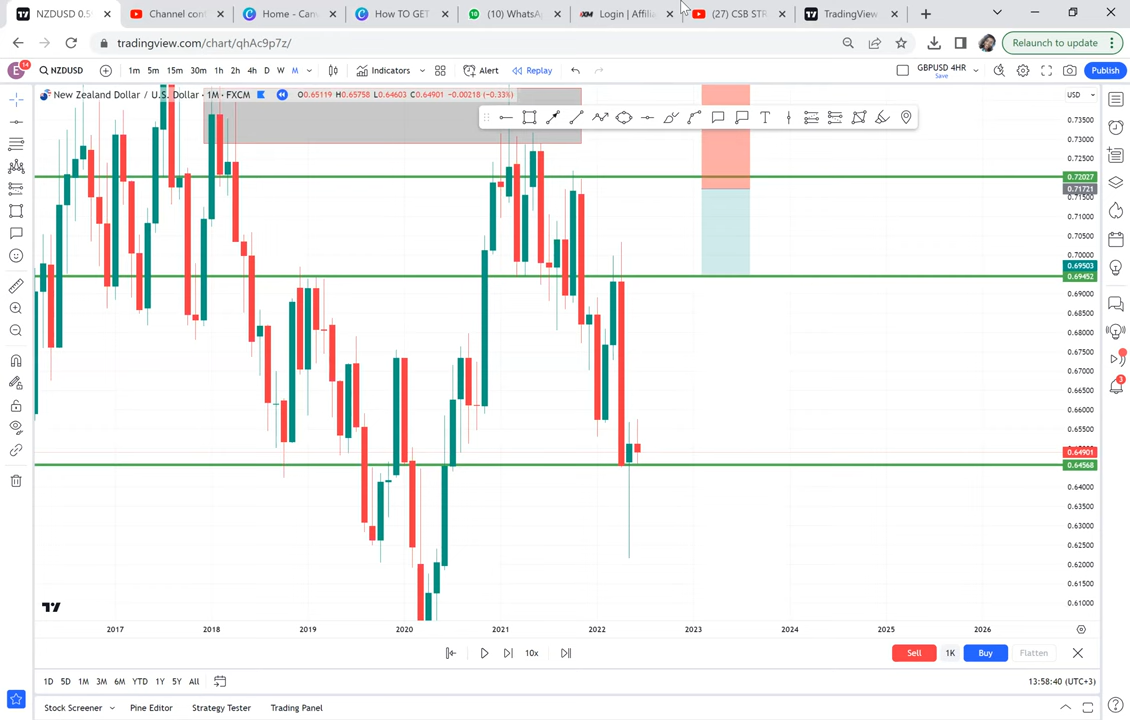 NZDUSD 0.5
Channel con
Home - Can
How TO GET
(10) WhatsA
XM Login | Affilia
(27) CSB STR
TradingView
tradingview.com/chart/qhAc9p7z/
Relaunch to update
E 14 NZDUSD 1m 5m 15m 30m 1h 2h 4h D W M Indicators Alert Replay GBPUSD 4HR Save Publish
New Zealand Dollar / U.S. Dollar · 1M · FXCM O0.65119 H0.65758 L0.64603 C0.64901 −0.00218 (−0.33%) USD
0.73500
0.73000
0.72500
0.72027
0.71721
0.71500
0.71000
0.70500
0.70000
0.69503
0.69452
0.69000
0.68500
0.68000
0.67500
0.67000
0.66500
0.66000
0.65500
0.64901
0.64568
0.64000
0.63500
0.63000
0.62500
0.62000
0.61500
0.61000
3
2017 2018 2019 2020 2021 2022 2023 2024 2025 2026
10x Sell 1K Buy Flatten
1D 5D 1M 3M 6M YTD 1Y 5Y All 13:58:40 (UTC+3)
Stock Screener Pine Editor Strategy Tester Trading Panel